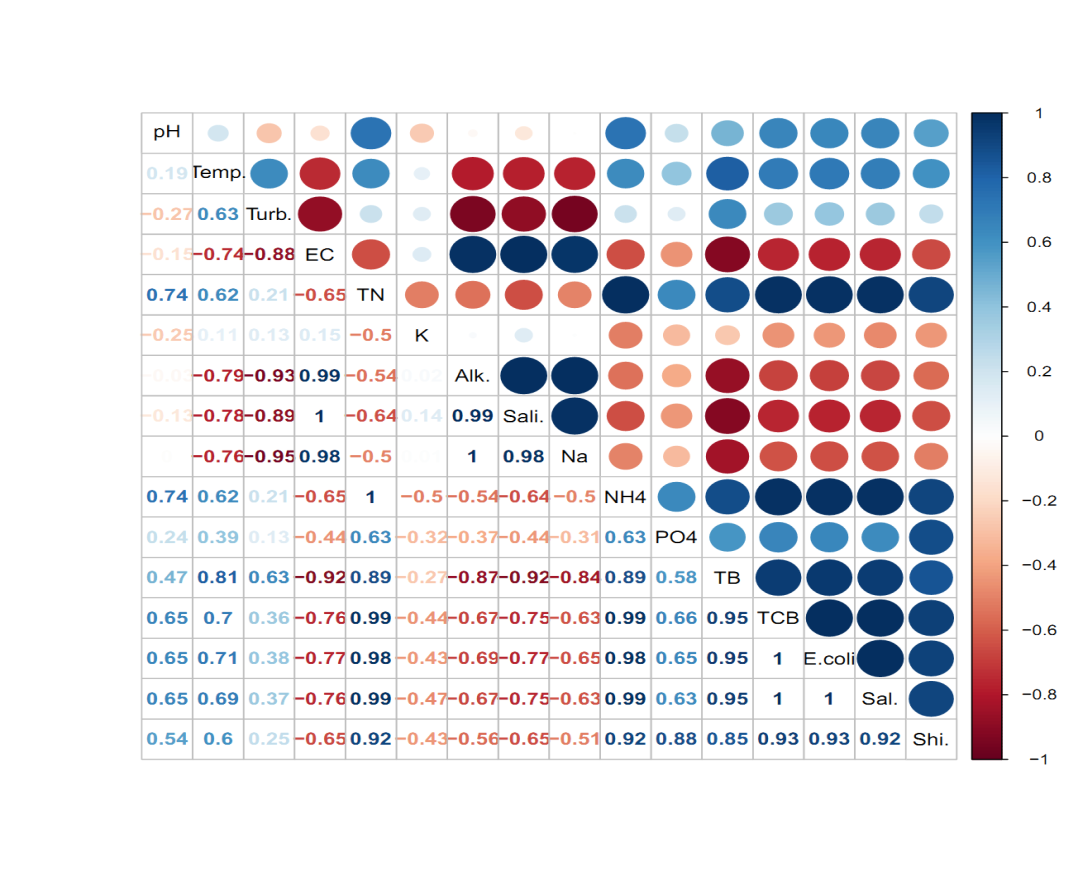 pH 1
0.19 Temp. 0.8
−0.27 0.63 Turb.
−0.15 −0.74 −0.88 EC 0.6
0.74 0.62 0.21 −0.65 TN 0.4
−0.25 0.11 0.13 0.15 −0.5 K
−0.03 −0.79 −0.93 0.99 −0.54 0.02 Alk. 0.2
−0.13 −0.78 −0.89 1 −0.64 0.14 0.99 Sali. 0
−0.76 −0.95 0.98 −0.5 1 0.98 Na
0.74 0.62 0.21 −0.65 1 −0.5 −0.54 −0.64 −0.5 NH4 −0.2
0.24 0.39 0.13 −0.44 0.63 −0.32 −0.37 −0.44 −0.31 0.63 PO4
0.47 0.81 0.63 −0.92 0.89 −0.27 −0.87 −0.92 −0.84 0.89 0.58 TB −0.4
0.65 0.7 0.36 −0.76 0.99 −0.44 −0.67 −0.75 −0.63 0.99 0.66 0.95 TCB −0.6
0.65 0.71 0.38 −0.77 0.98 −0.43 −0.69 −0.77 −0.65 0.98 0.65 0.95 1 E.coli
0.65 0.69 0.37 −0.76 0.99 −0.47 −0.67 −0.75 −0.63 0.99 0.63 0.95 1 1 Sal. −0.8
0.54 0.6 0.25 −0.65 0.92 −0.43 −0.56 −0.65 −0.51 0.92 0.88 0.85 0.93 0.93 0.92 Shi. −1